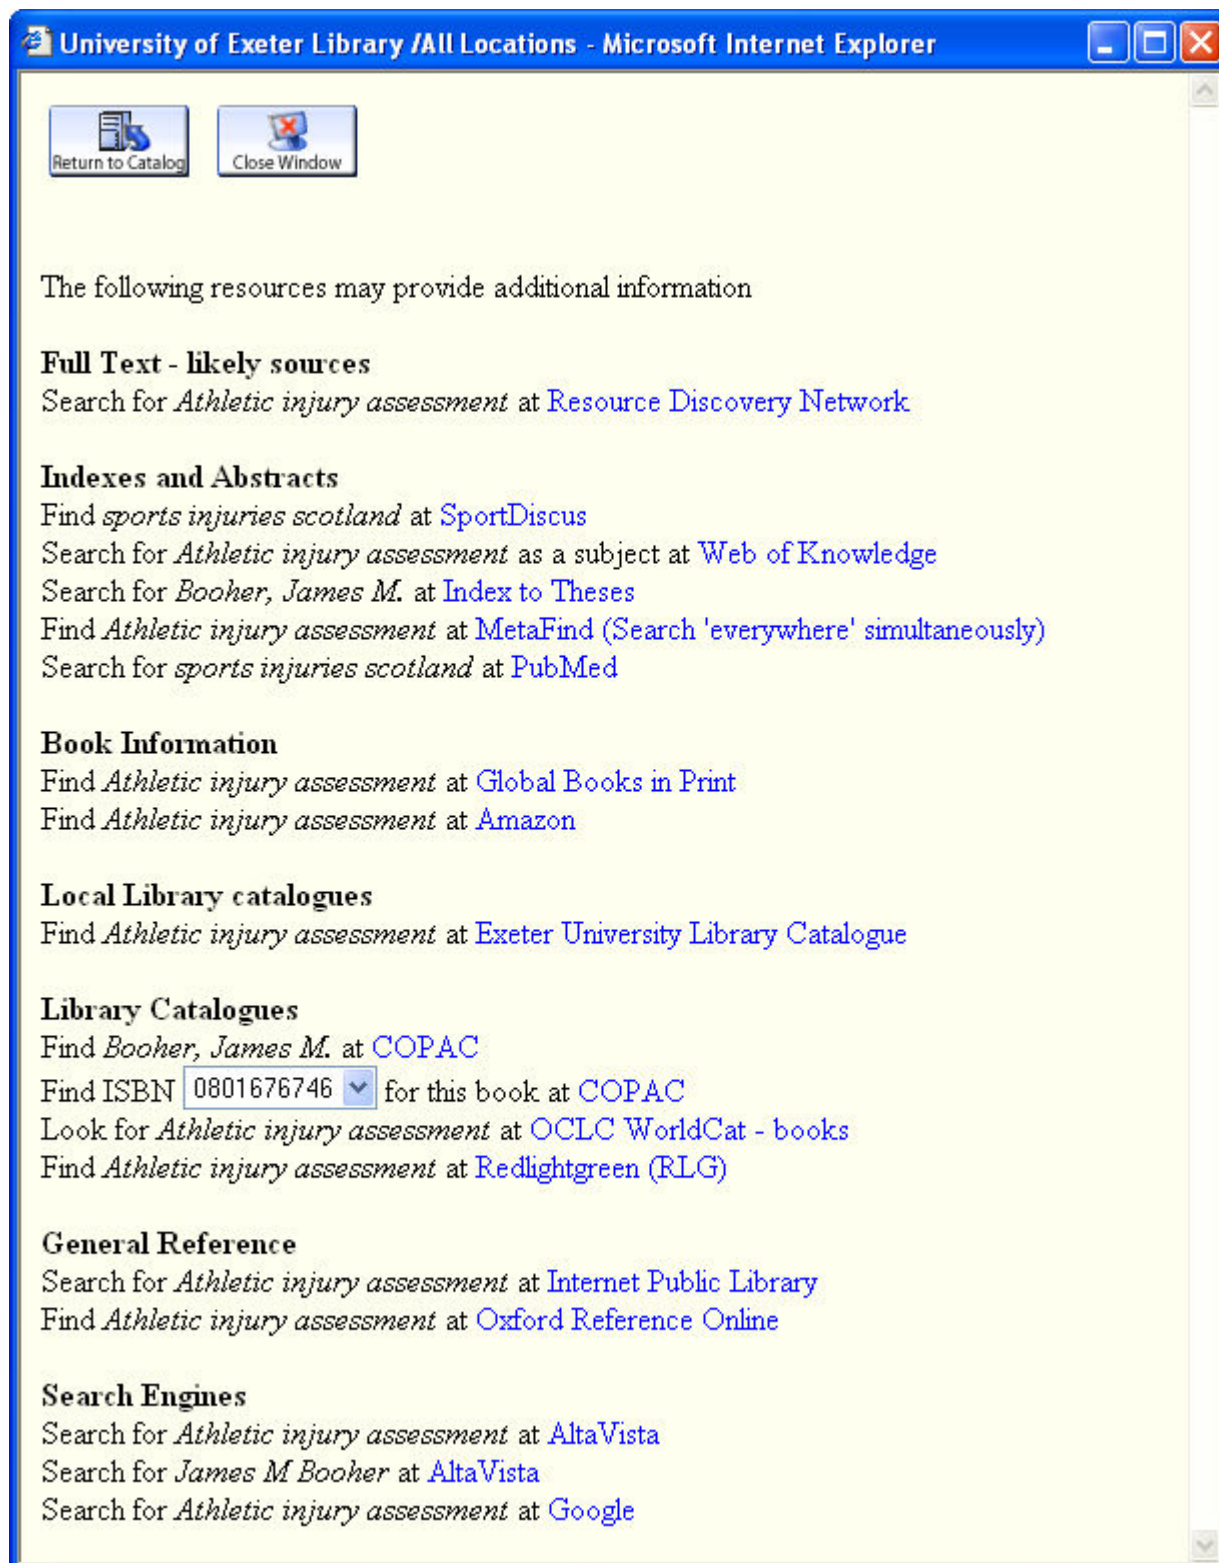 University of Exeter Library /All Locations - Microsoft Internet Explorer
Return to Catalog
Close Window
The following resources may provide additional information
Full Text - likely sources
Search for Athletic injury assessment at Resource Discovery Network
Indexes and Abstracts
Find sports injuries scotland at SportDiscus
Search for Athletic injury assessment as a subject at Web of Knowledge
Search for Booher, James M. at Index to Theses
Find Athletic injury assessment at MetaFind (Search 'everywhere' simultaneously)
Search for sports injuries scotland at PubMed
Book Information
Find Athletic injury assessment at Global Books in Print
Find Athletic injury assessment at Amazon
Local Library catalogues
Find Athletic injury assessment at Exeter University Library Catalogue
Library Catalogues
Find Booher, James M. at COPAC
Find ISBN 0801676746 for this book at COPAC
Look for Athletic injury assessment at OCLC WorldCat - books
Find Athletic injury assessment at Redlightgreen (RLG)
General Reference
Search for Athletic injury assessment at Internet Public Library
Find Athletic injury assessment at Oxford Reference Online
Search Engines
Search for Athletic injury assessment at AltaVista
Search for James M Booher at AltaVista
Search for Athletic injury assessment at Google